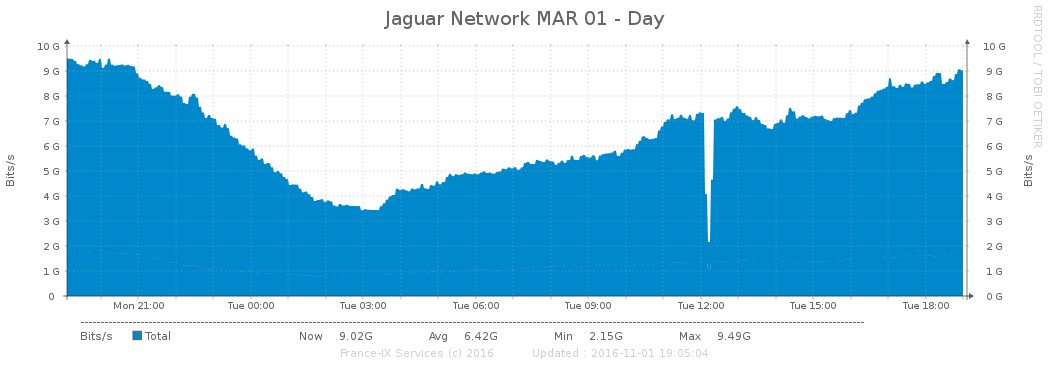 Jaguar Network MAR 01 - Day
RRDTOOL / TOBI OETIKER
Bits/s
Bits/s
10 G 10 G
9 G 9 G
8 G 8 G
7 G 7 G
6 G 6 G
5 G 5 G
4 G 4 G
3 G 3 G
2 G 2 G
1 G 1 G
0 0 G
Mon 21:00 Tue 00:00 Tue 03:00 Tue 06:00 Tue 09:00 Tue 12:00 Tue 15:00 Tue 18:00
Bits/s Total Now 9.02G Avg 6.42G Min 2.15G Max 9.49G
France-IX Services (c) 2016 Updated : 2016-11-01 19:05:04